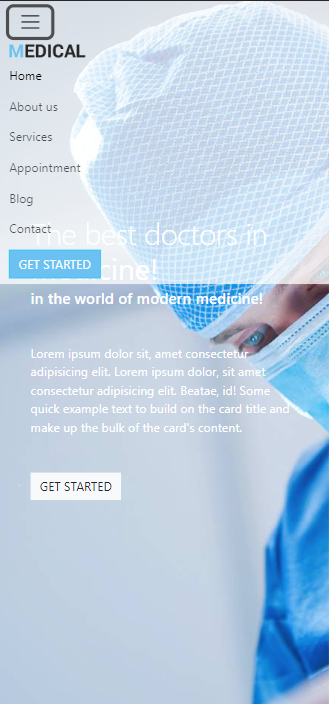 MEDICAL
Home
About us
Services
Appointment
Blog
Contact
The best doctors in
medicine!
GET STARTED
in the world of modern medicine!
Lorem ipsum dolor sit, amet consectetur
adipisicing elit. Lorem ipsum dolor, sit amet
consectetur adipisicing elit. Beatae, id! Some
quick example text to build on the card title and
make up the bulk of the card's content.
GET STARTED